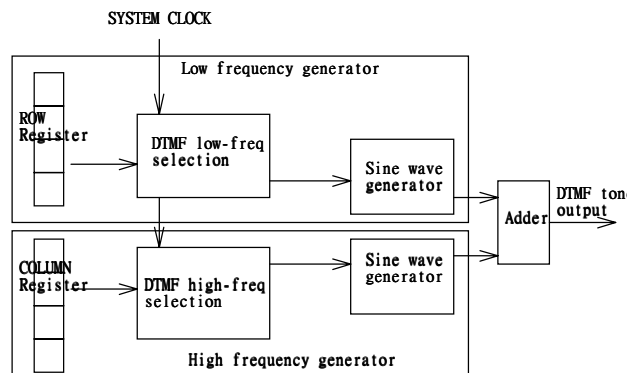 SYSTEM CLOCK
Low frequency generator
ROW
Register
DTMF low-freq
selection
Sine wave
generator
Adder
DTMF tone
output
COLUMN
Register
DTMF high-freq
selection
Sine wave
generator
High frequency generator